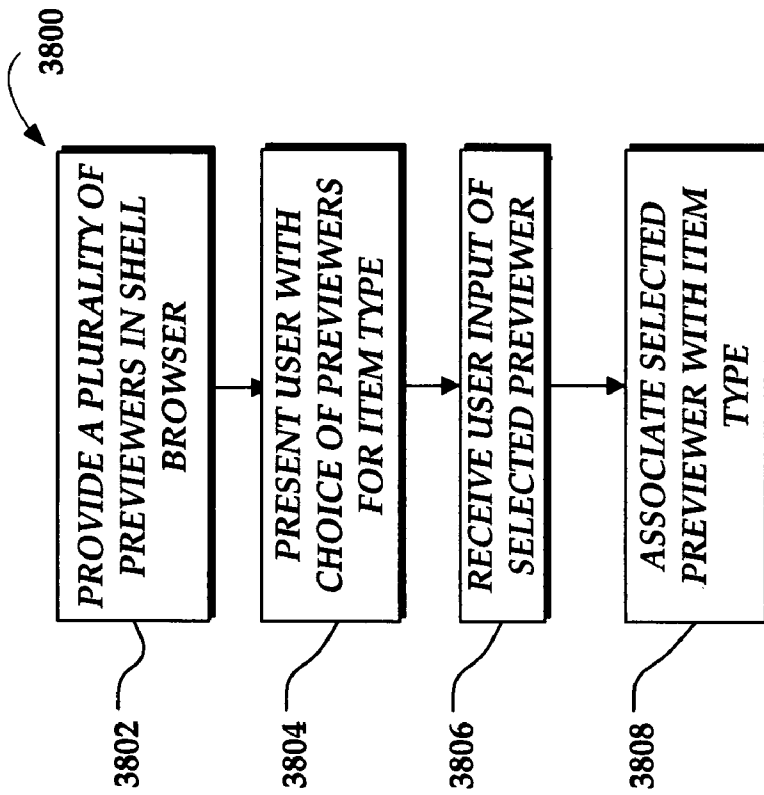 3800
3802
PROVIDE A PLURALITY OF
PREVIEWERS IN SHELL
BROWSER
3804
PRESENT USER WITH
CHOICE OF PREVIEWERS
FOR ITEM TYPE
3806
RECEIVE USER INPUT OF
SELECTED PREVIEWER
3808
ASSOCIATE SELECTED
PREVIEWER WITH ITEM
TYPE